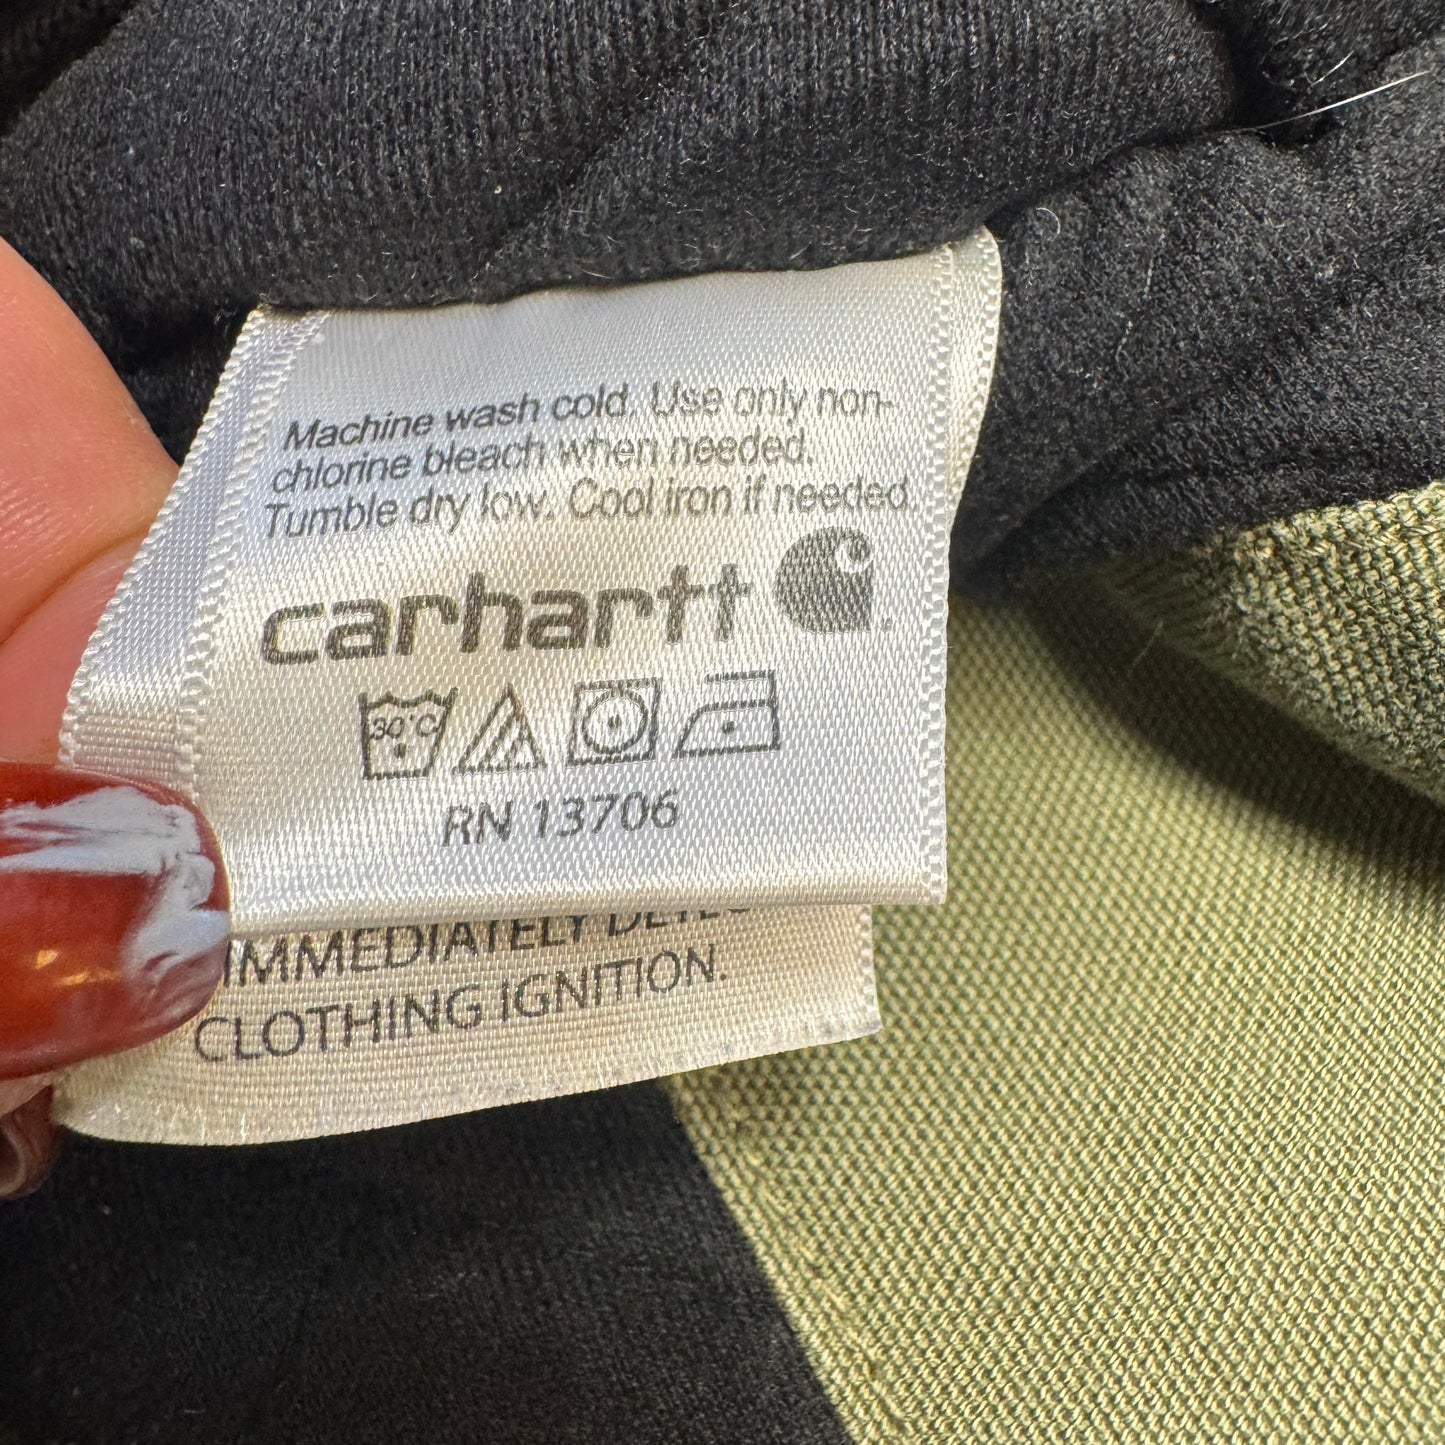 Machine wash cold. Use only non-
chlorine bleach when needed.
Tumble dry low. Cool iron if needed.
carhartt
30°C
RN 13706
IMMEDIATELY
CLOTHING IGNITION.